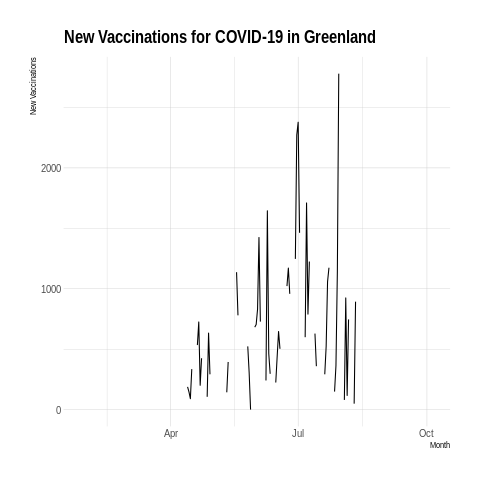 New Vaccinations for COVID-19 in Greenland
New Vaccinations
2000
1000
0
Apr
Jul
Oct
Month